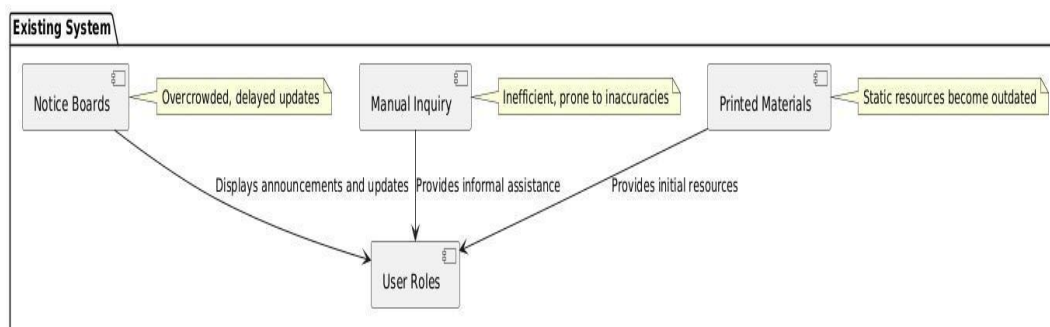 Existing System
Notice Boards
Overcrowded, delayed updates
Manual Inquiry
Inefficient, prone to inaccuracies
Printed Materials
Static resources become outdated
Displays announcements and updates
Provides informal assistance
Provides initial resources
User Roles